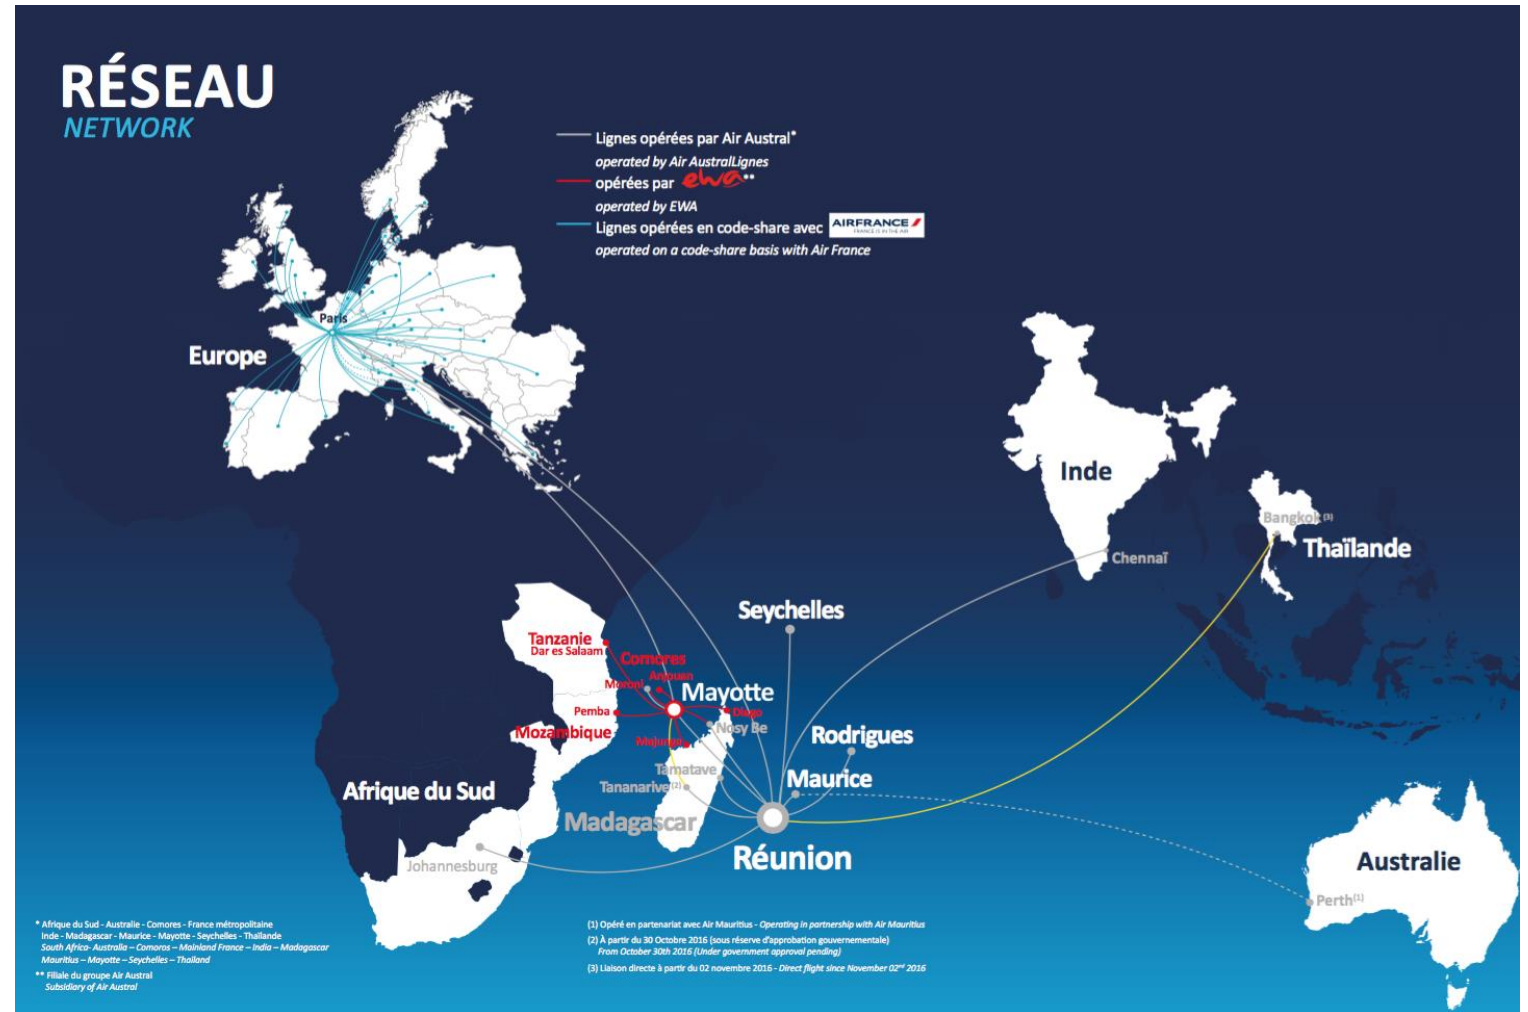 RÉSEAU
NETWORK
Lignes opérées par Air Austral*
operated by Air AustralLignes
opérées par ewa**
operated by EWA
Lignes opérées en code-share avec AIRFRANCE
FRANCE IS IN THE AIR
operated on a code-share basis with Air France
Paris
Europe
Inde
Bangkok (3)
Thaïlande
Chennaï
Seychelles
Tanzanie
Dar es Salaam
Comores
Anjouan
Moroni
Mayotte
Pemba
Diego
Nosy Be
Mozambique
Majunga
Rodrigues
Tamatave
Maurice
Tananarive (2)
Afrique du Sud
Madagascar
Réunion
Johannesburg
Australie
Perth(1)
* Afrique du Sud - Australie - Comores - France métropolitaine
Inde - Madagascar - Maurice - Mayotte - Seychelles - Thaïlande
South Africa- Australia – Comoros – Mainland France – India – Madagascar
Mauritius – Mayotte – Seychelles – Thailand
** Filiale du groupe Air Austral
Subsidiary of Air Austral
(1) Opéré en partenariat avec Air Mauritius - Operating in partnership with Air Mauritius
(2) À partir du 30 Octobre 2016 (sous réserve d'approbation gouvernementale)
From October 30th 2016 (Under government approval pending)
(3) Liaison directe à partir du 02 novembre 2016 - Direct flight since November 02nd 2016